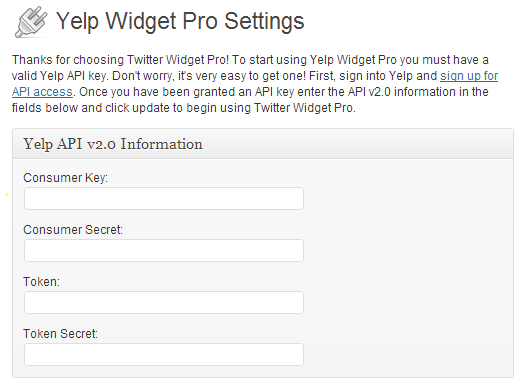 Yelp Widget Pro Settings
Thanks for choosing Twitter Widget Pro! To start using Yelp Widget Pro you must have a
valid Yelp API key. Don't worry, it's very easy to get one! First, sign into Yelp and sign up for
API access. Once you have been granted an API key enter the API v2.0 information in the
fields below and click update to begin using Twitter Widget Pro.
Yelp API v2.0 Information
Consumer Key:
Consumer Secret:
Token:
Token Secret: